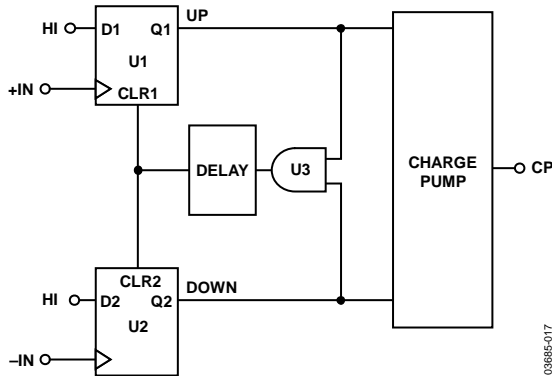 UP
HI D1 Q1
U1
+IN
CLR1
DELAY U3 CHARGE PUMP CP
CLR2 DOWN
HI D2 Q2
U2
–IN
03685-017